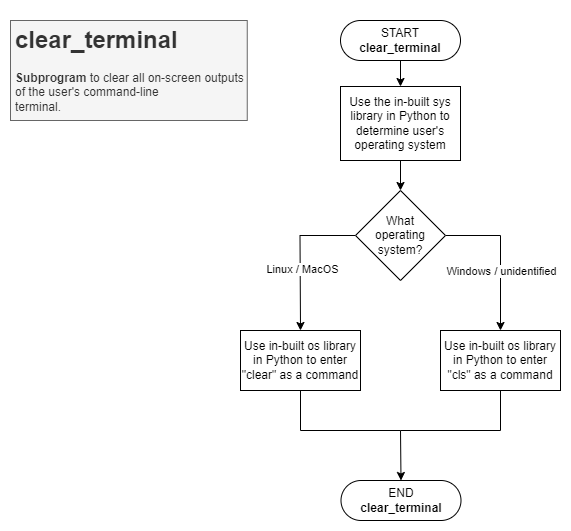 clear_terminal
Subprogram to clear all on-screen outputs
of the user's command-line
terminal.
START
clear_terminal
Use the in-built sys
library in Python to
determine user's
operating system
What
operating
system?
Linux / MacOS
Windows / unidentified
Use in-built os library
in Python to enter
"clear" as a command
Use in-built os library
in Python to enter
"cls" as a command
END
clear_terminal